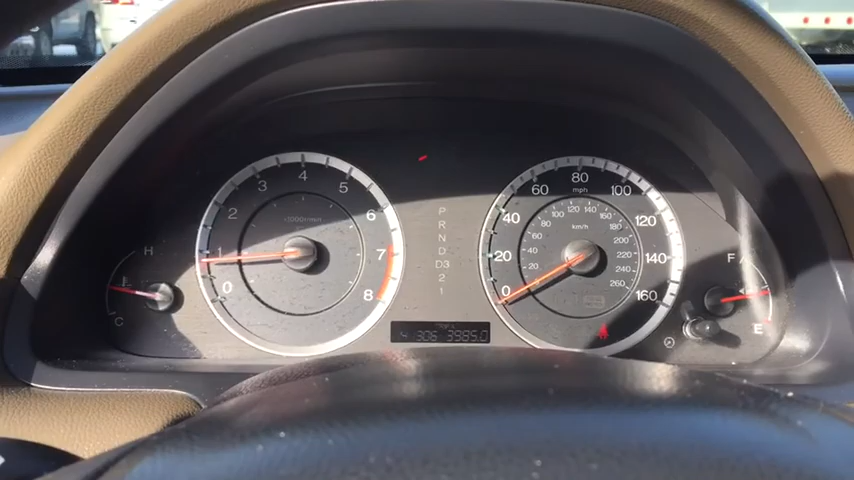 0 1 2 3 4 5 6 7 8
x1000r/min
H
C
P
R
N
D
D3
2
1
0 20 40 60 80 100 120 140 160
mph
20 40 60 80 100 120 140 160 180 200 220 240 260
km/h
F
E